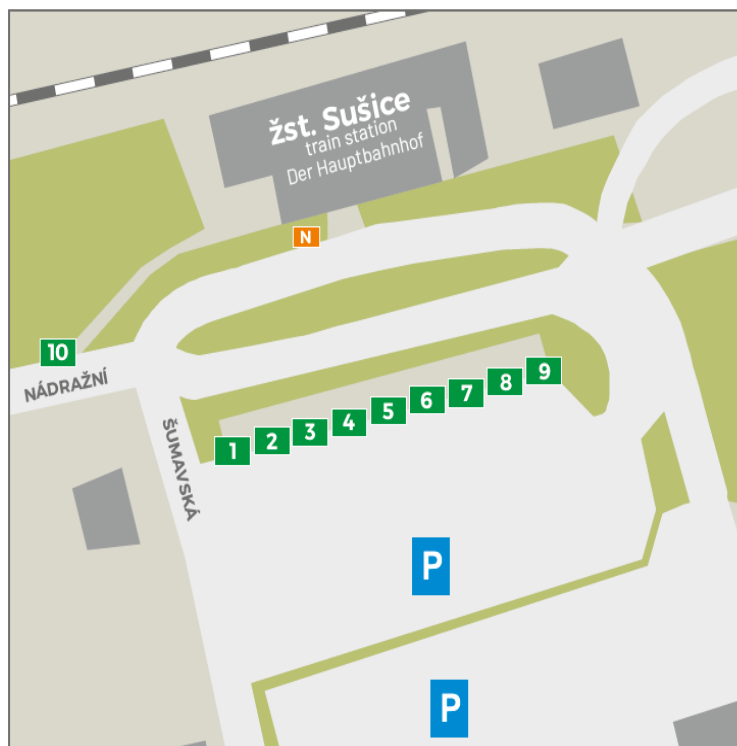 žst. Sušice
train station
Der Hauptbahnhof
N
10
NÁDRAŽNÍ
ŠUMAVSKÁ
1
2
3
4
5
6
7
8
9
P
P